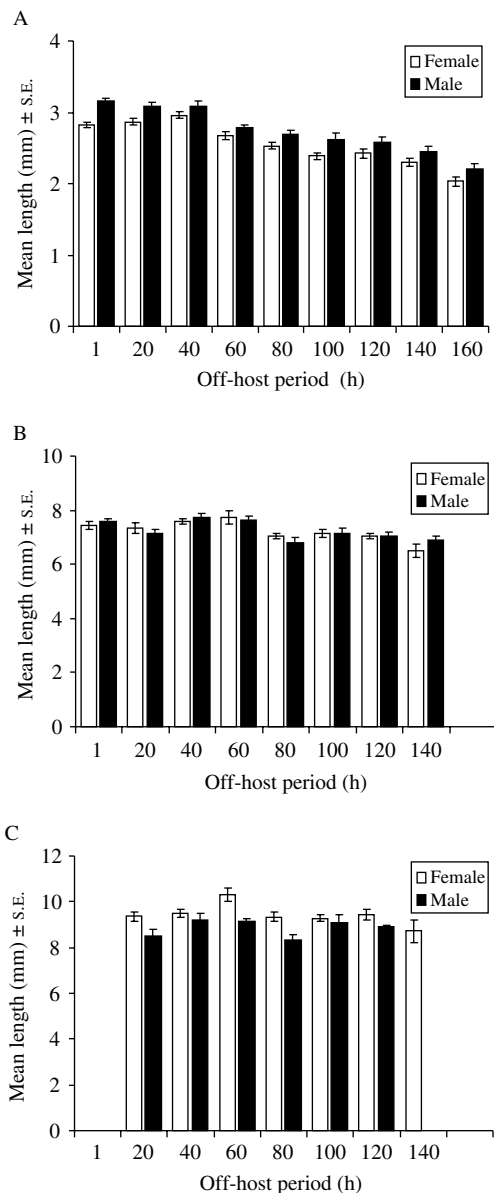 A
4
3
2
1
0
Mean length (mm) ± S.E.
Female
Male
1 20 40 60 80 100 120 140 160
Off-host period (h)
B
10
8
6
4
2
0
Mean length (mm) ± S.E.
Female
Male
1 20 40 60 80 100 120 140
Off-host period (h)
C
12
10
8
6
4
2
0
Mean length (mm) ± S.E.
Female
Male
1 20 40 60 80 100 120 140
Off-host period (h)